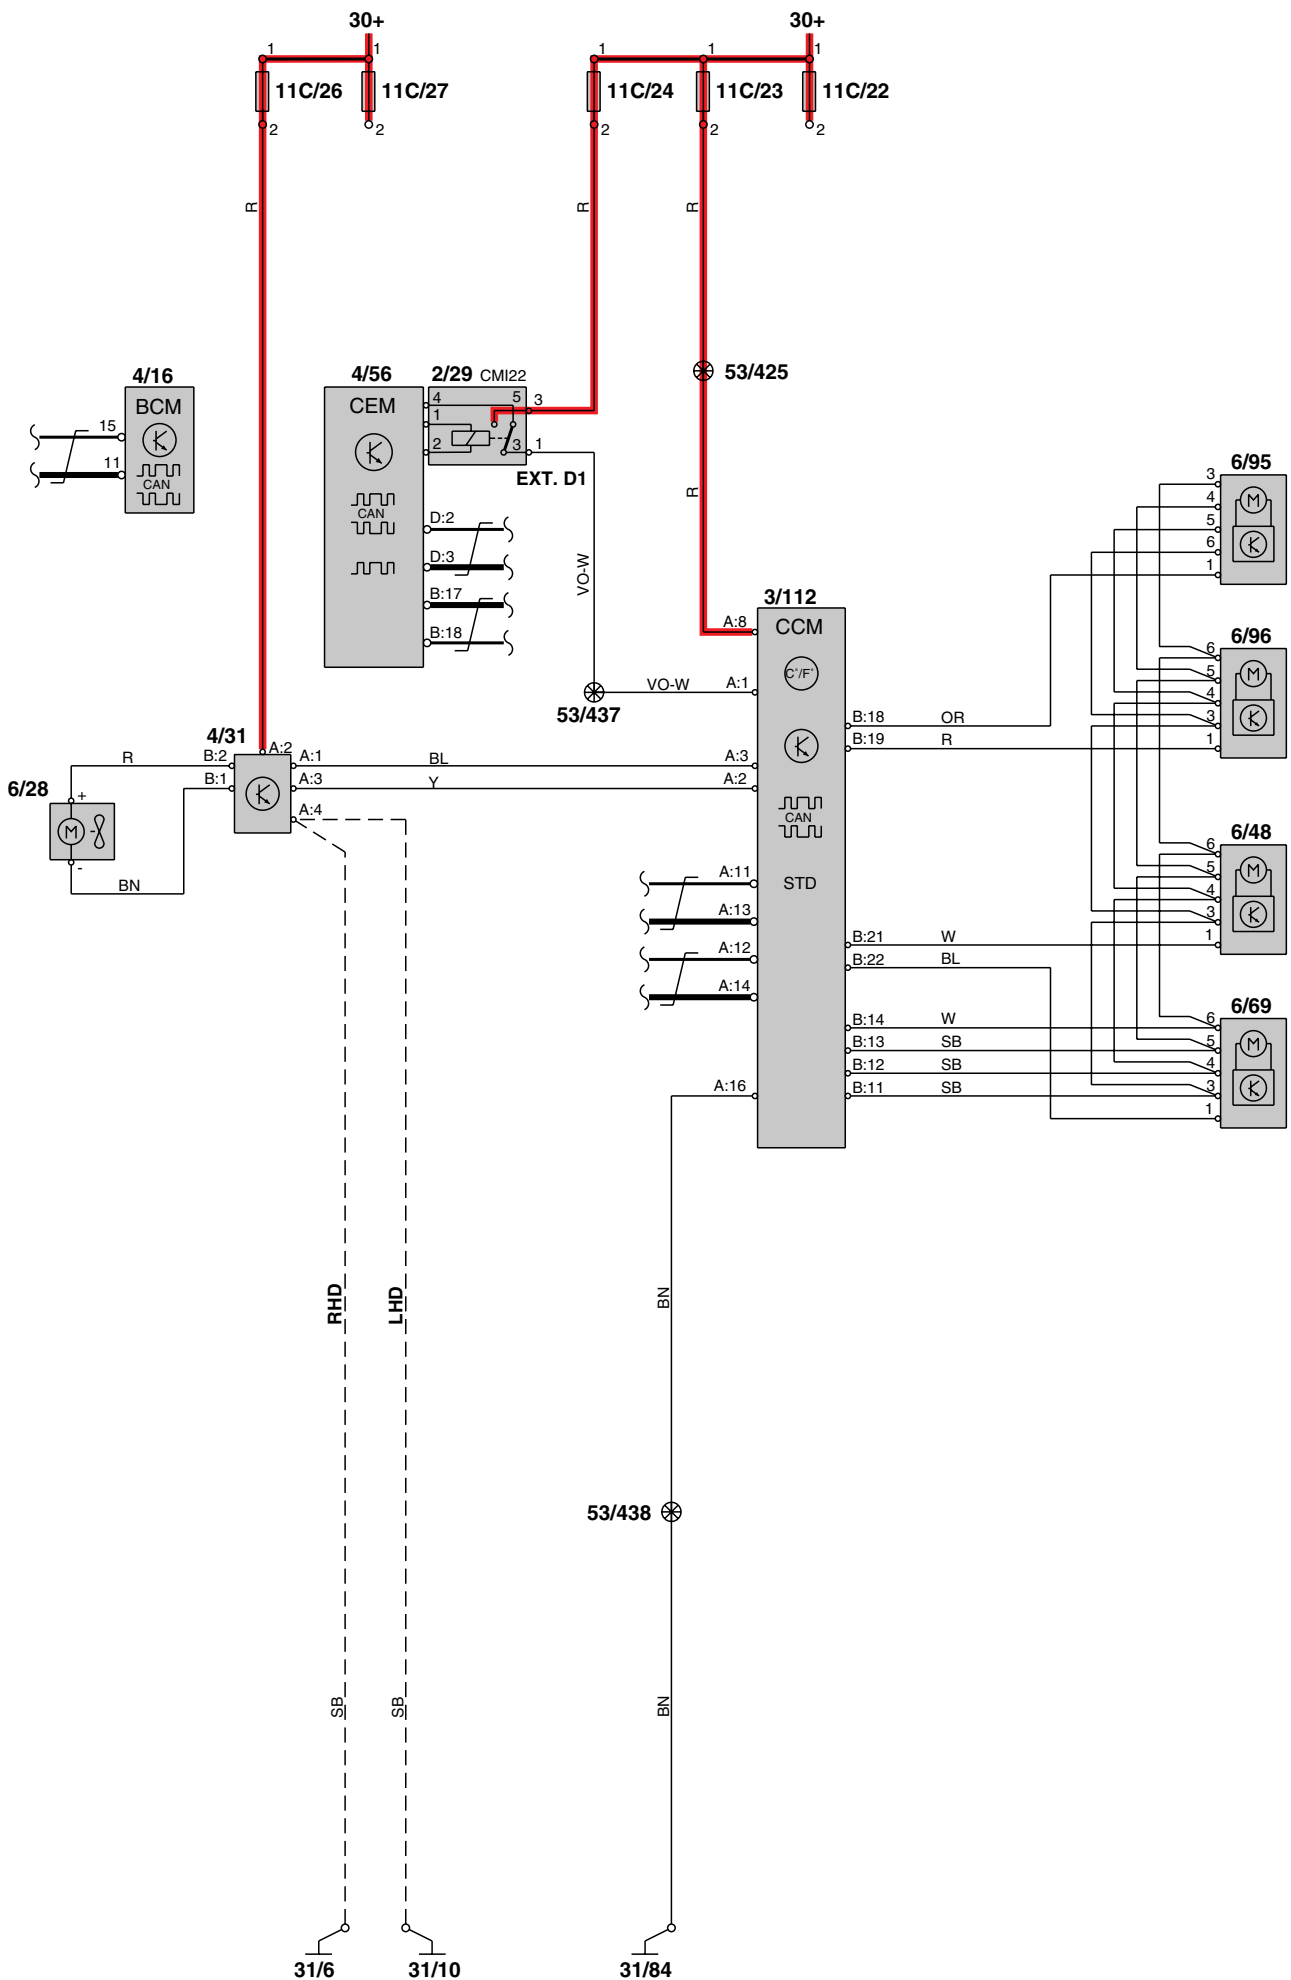 30+ 30+
1 1 1 1 1
11C/26 11C/27 11C/24 11C/23 11C/22
2 2 2 2 2
R R R
53/425
4/16 4/56 2/29 CMI22
BCM CEM 4 5 3
15 1
11 2 3 1
CAN EXT. D1
R
6/95
3
4 M
5
6
1
CAN D:2
D:3
B:17
B:18
VO-W
3/112
A:8 CCM
C°/F°
VO-W A:1
53/437
6/96
6
5 M
4
3
1
B:18 OR
B:19 R
4/31 A:2
R B:2 A:1 BL A:3
6/28 B:1 A:3 Y A:2
+ A:4
M
-
BN
CAN
6/48
6
5 M
4
3
1
A:11 STD
A:13
A:12
A:14
B:21 W
B:22 BL
6/69
B:14 W 6
B:13 SB 5 M
B:12 SB 4
B:11 SB 3
1
A:16
RHD LHD BN
53/438
SB SB BN
31/6 31/10 31/84